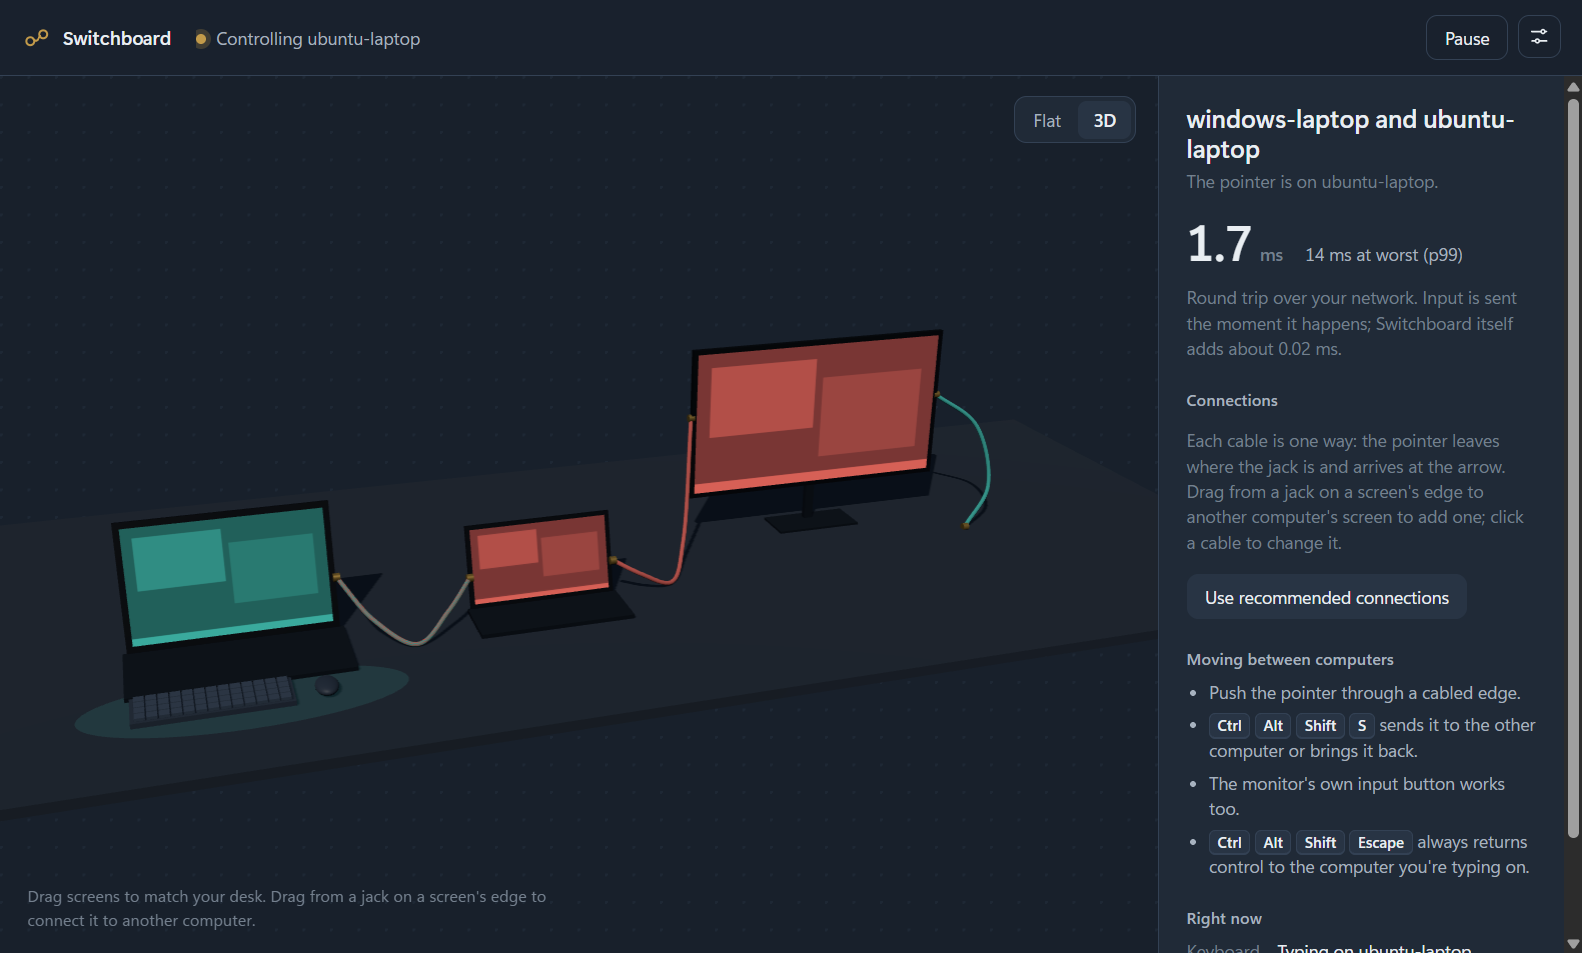 Switchboard
Controlling ubuntu-laptop
Pause
Flat
3D
windows-laptop and ubuntu-
laptop
The pointer is on ubuntu-laptop.
1.7 ms 14 ms at worst (p99)
Round trip over your network. Input is sent
the moment it happens; Switchboard itself
adds about 0.02 ms.
Connections
Each cable is one way: the pointer leaves
where the jack is and arrives at the arrow.
Drag from a jack on a screen's edge to
another computer's screen to add one; click
a cable to change it.
Use recommended connections
Moving between computers
• Push the pointer through a cabled edge.
• Ctrl Alt Shift S sends it to the other
computer or brings it back.
• The monitor's own input button works
too.
• Ctrl Alt Shift Escape always returns
control to the computer you're typing on.
Right now
Keyboard Typing on ubuntu-laptop
Drag screens to match your desk. Drag from a jack on a screen's edge to
connect it to another computer.